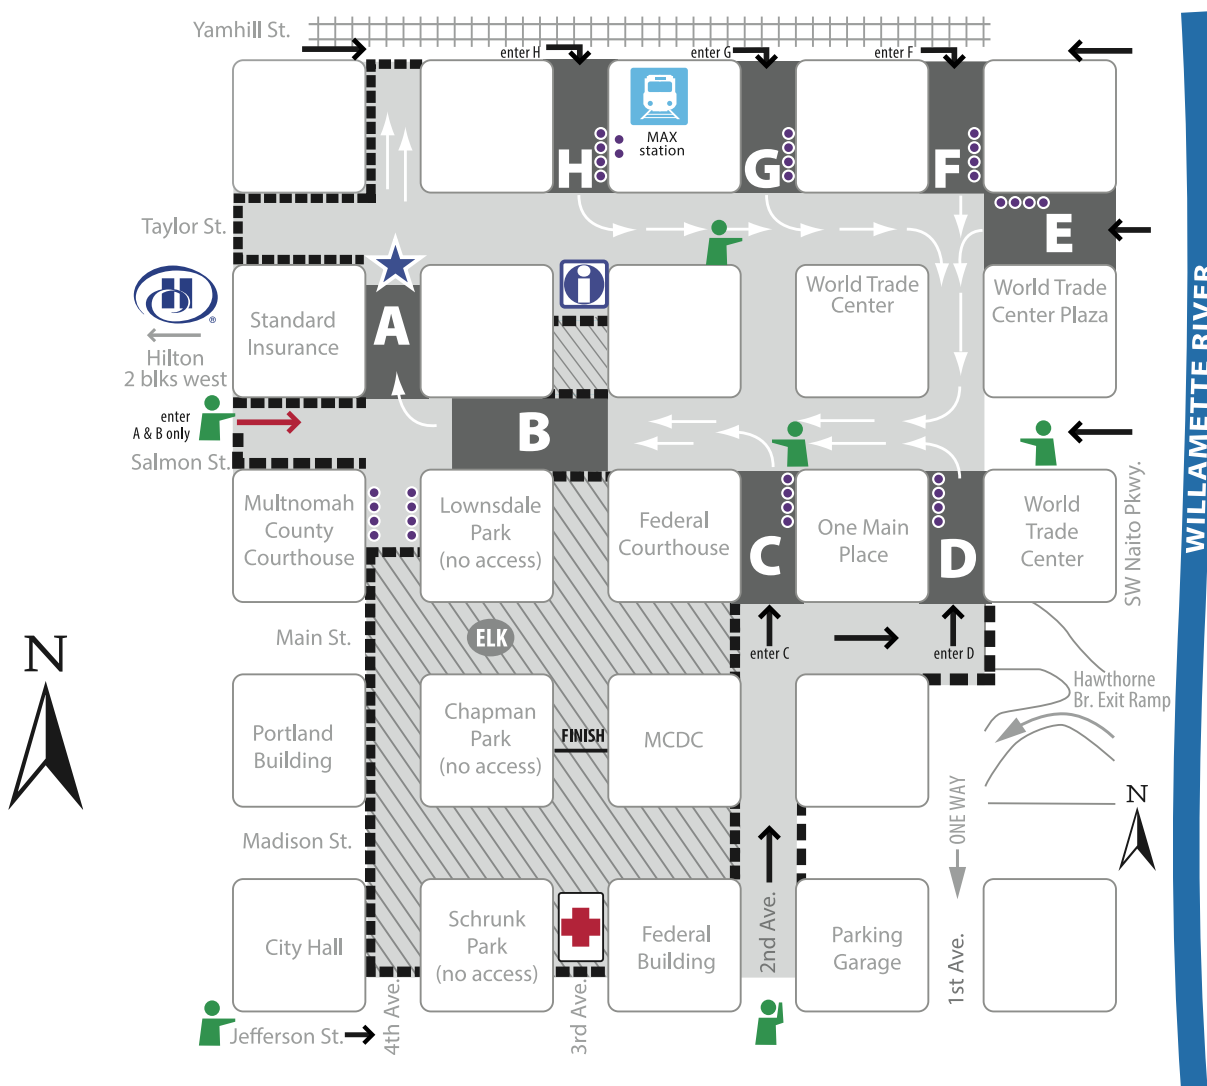 Yamhill St.
enter H
enter G
enter F
MAX
station
H
G
F
Taylor St.
E
H
®
Hilton
2 blks west
Standard
Insurance
A
i
World Trade
Center
World Trade
Center Plaza
WILLAMETTE RIVER
enter
A & B only
Salmon St.
B
Multnomah
County
Courthouse
Lownsdale
Park
(no access)
Federal
Courthouse
C
One Main
Place
D
World
Trade
Center
SW Naito Pkwy.
N
Main St.
ELK
enter C
enter D
Hawthorne
Br. Exit Ramp
Portland
Building
Chapman
Park
(no access)
FINISH
MCDC
ONE WAY
N
Madison St.
City Hall
Schrunk
Park
(no access)
Federal
Building
2nd Ave.
Parking
Garage
1st Ave.
Jefferson St.
4th Ave.
3rd Ave.